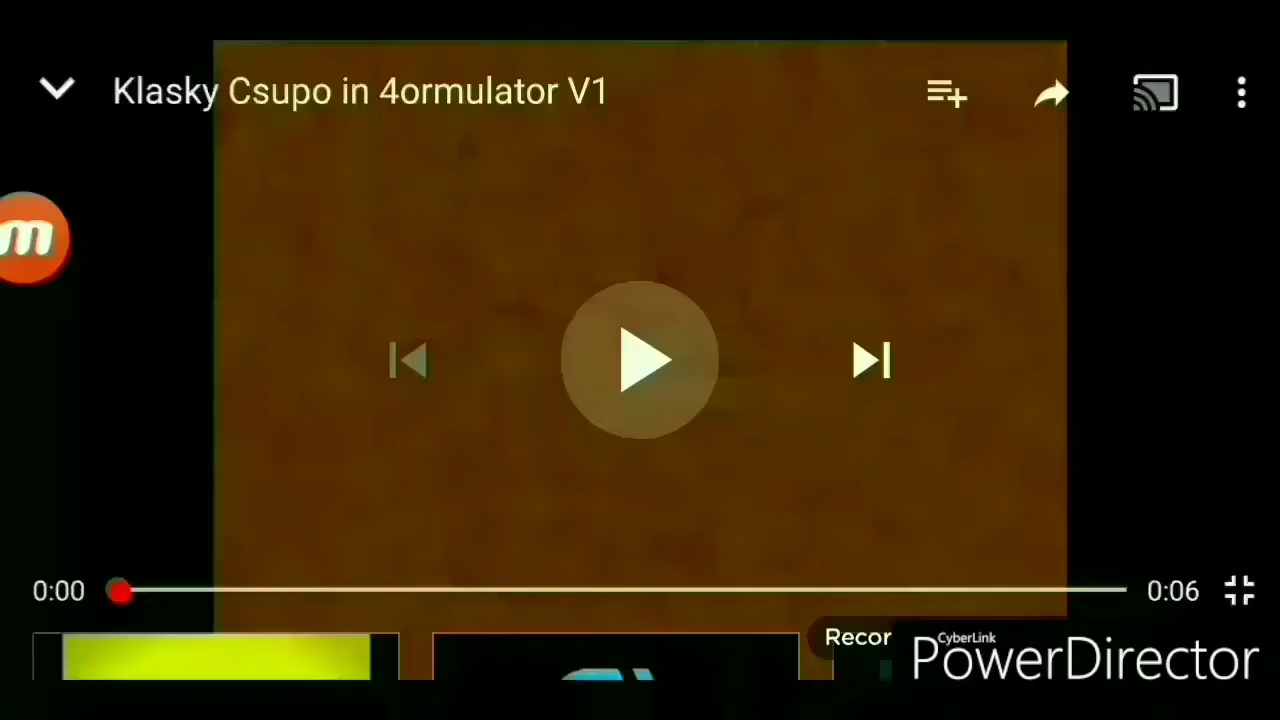 Klasky Csupo in 4ormulator V1
m
0:00
0:06
Recor
CyberLink
PowerDirector